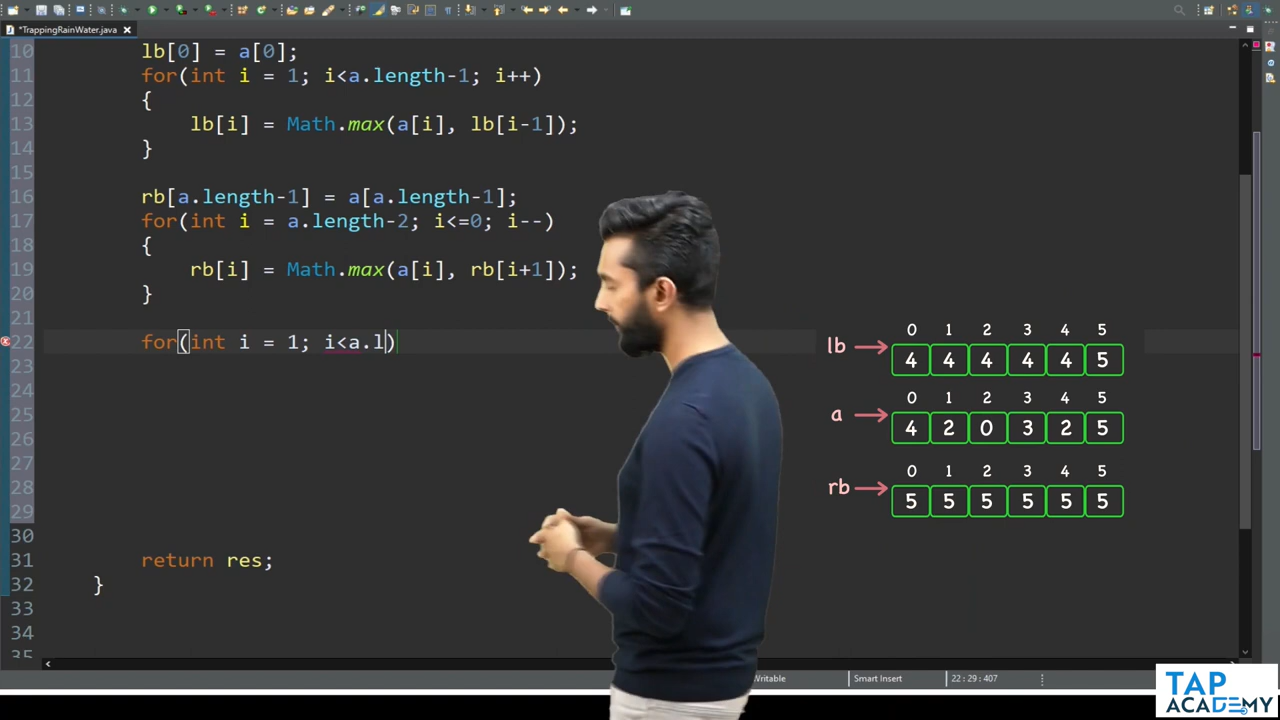 *TrappingRainWater.java
10 lb[0] = a[0];
11 for(int i = 1; i<a.length-1; i++)
12 {
13 lb[i] = Math.max(a[i], lb[i-1]);
14 }
15
16 rb[a.length-1] = a[a.length-1];
17 for(int i = a.length-2; i<=0; i--)
18 {
19 rb[i] = Math.max(a[i], rb[i+1]);
20 }
21
22 for(int i = 1; i<a.l)
23
24
25
26
27
28
29
30
31 return res;
32 }
33
34
35
0 1 2 3 4 5
lb 4 4 4 4 4 5
0 1 2 3 4 5
a 4 2 0 3 2 5
0 1 2 3 4 5
rb 5 5 5 5 5 5
Smart Insert
22 : 29 : 407
TAP
ACADEMY